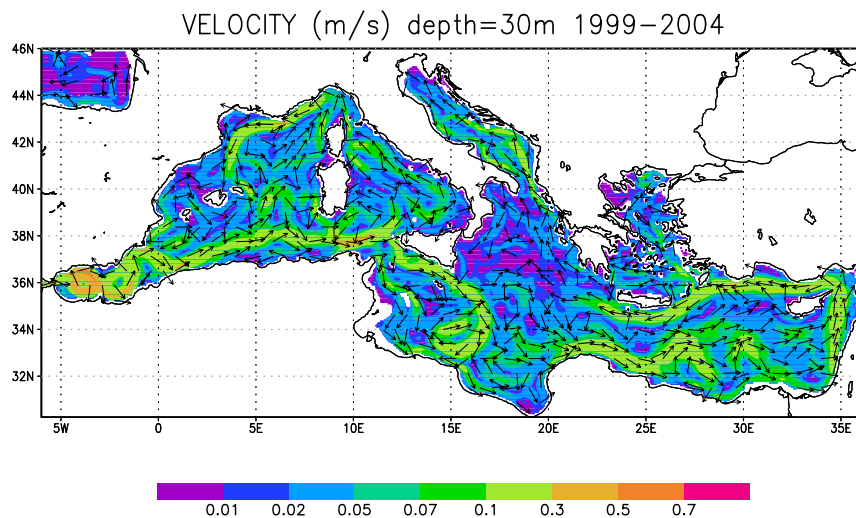 VELOCITY (m/s) depth=30m 1999−2004
46N
44N
42N
40N
38N
36N
34N
32N
5W 0 5E 10E 15E 20E 25E 30E 35E
0.01 0.02 0.05 0.07 0.1 0.3 0.5 0.7